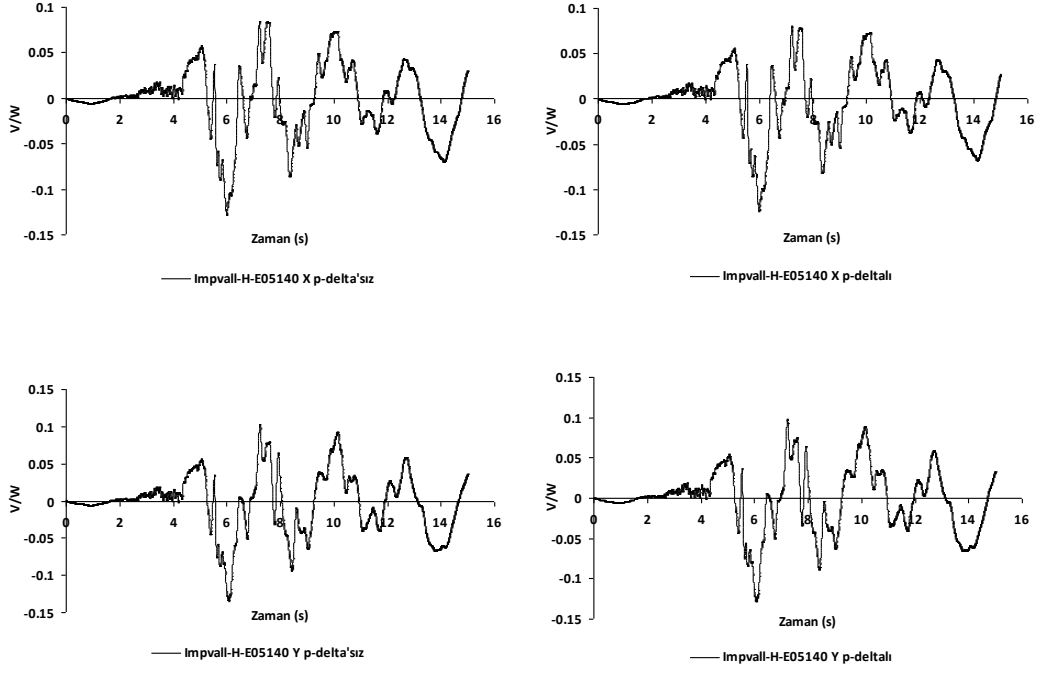 0.1
0.05
0
-0.05
-0.1
-0.15
V/W
0 2 4 6 8 10 12 14 16
Zaman (s)
Impvall-H-E05140 X p-delta'sız
0.1
0.05
0
-0.05
-0.1
-0.15
V/W
0 2 4 6 8 10 12 14 16
Zaman (s)
Impvall-H-E05140 X p-deltalı
0.15
0.1
0.05
0
-0.05
-0.1
-0.15
V/W
0 2 4 6 8 10 12 14 16
Zaman (s)
Impvall-H-E05140 Y p-delta'sız
0.15
0.1
0.05
0
-0.05
-0.1
-0.15
V/W
0 2 4 6 8 10 12 14 16
Zaman (s)
Impvall-H-E05140 Y p-deltalı